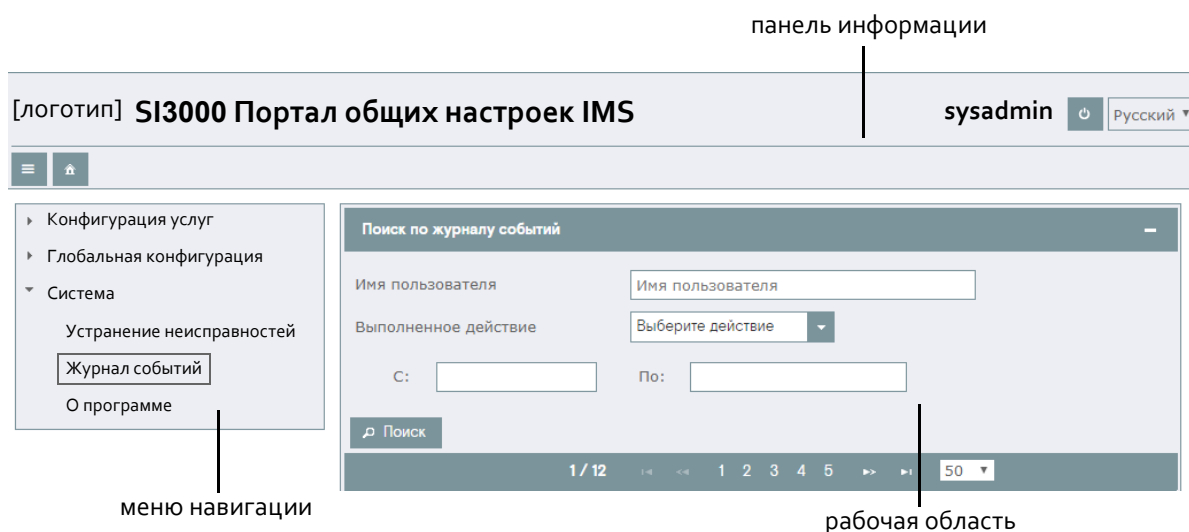 панель информации
[логотип] SI3000 Портал общих настроек IMS
sysadmin
Русский
Конфигурация услуг
Глобальная конфигурация
Система
Устранение неисправностей
Журнал событий
О программе
Поиск по журналу событий
Имя пользователя
Имя пользователя
Выполненное действие
Выберите действие
С:
По:
Поиск
1 / 12 1 2 3 4 5 50
меню навигации
рабочая область